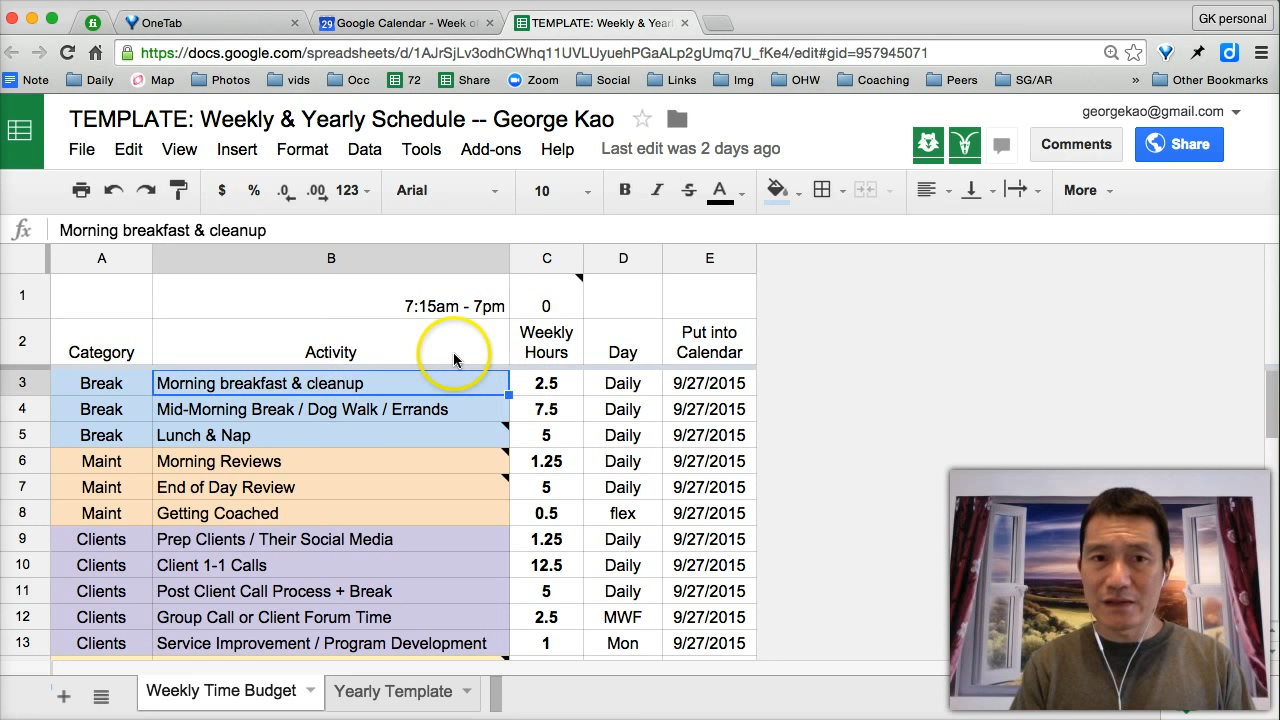 OneTab
29 Google Calendar - Week of
TEMPLATE: Weekly & Yearly
GK personal
https://docs.google.com/spreadsheets/d/1AJrSjLv3odhCWhq11UVLUyuehPGaALp2gUmq7U_fKe4/edit#gid=957945071
Note Daily Map Photos vids Occ 72 Share Zoom Social Links Img OHW Coaching Peers SG/AR » Other Bookmarks
TEMPLATE: Weekly & Yearly Schedule -- George Kao
georgekao@gmail.com
File Edit View Insert Format Data Tools Add-ons Help Last edit was 2 days ago
Comments Share
$ % .0 .00 123 Arial 10 B I S A More
fx Morning breakfast & cleanup
A B C D E
1 7:15am - 7pm 0
2 Category Activity Weekly Hours Day Put into Calendar
3 Break Morning breakfast & cleanup 2.5 Daily 9/27/2015
4 Break Mid-Morning Break / Dog Walk / Errands 7.5 Daily 9/27/2015
5 Break Lunch & Nap 5 Daily 9/27/2015
6 Maint Morning Reviews 1.25 Daily 9/27/2015
7 Maint End of Day Review 5 Daily 9/27/2015
8 Maint Getting Coached 0.5 flex 9/27/2015
9 Clients Prep Clients / Their Social Media 1.25 Daily 9/27/2015
10 Clients Client 1-1 Calls 12.5 Daily 9/27/2015
11 Clients Post Client Call Process + Break 5 Daily 9/27/2015
12 Clients Group Call or Client Forum Time 2.5 MWF 9/27/2015
13 Clients Service Improvement / Program Development 1 Mon 9/27/2015
Weekly Time Budget Yearly Template